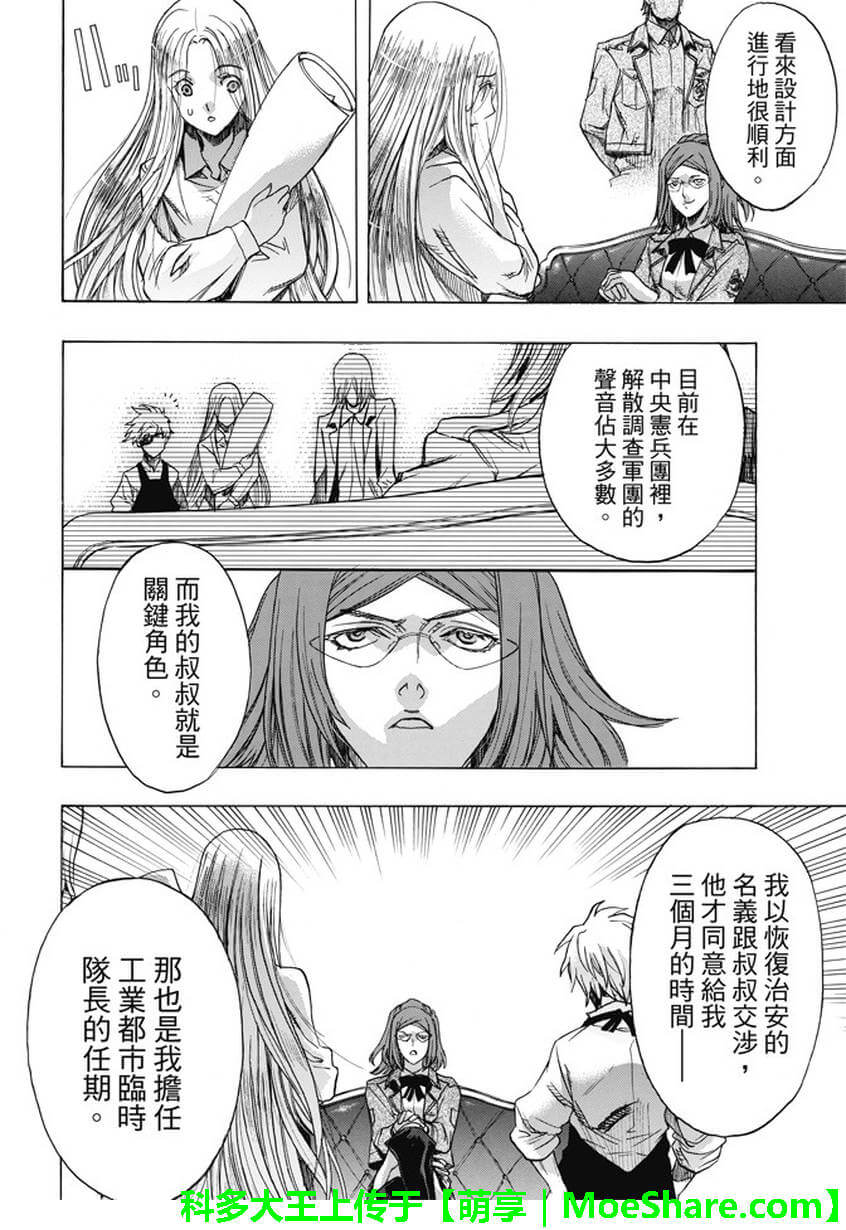 看來設計方面
進行地很順利。
目前在
中央憲兵團裡，
解散調查軍團的
聲音佔大多數。
而我的叔叔就是
關鍵角色。
我以恢復治安的
名義跟叔叔交涉，
他才同意給我
三個月的時間——
那也是我擔任
工業都市臨時
隊長的任期。
科多大王上传于【萌享｜MoeShare.com】